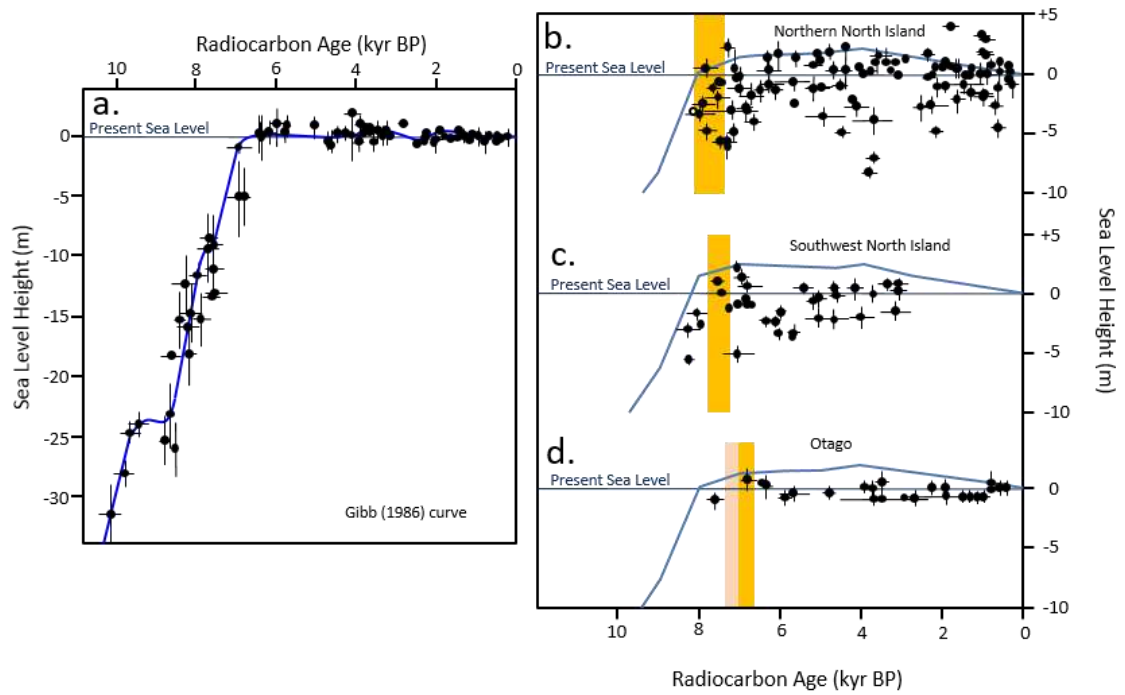 Radiocarbon Age (kyr BP)
10 8 6 4 2 0
a.
Present Sea Level
0
-5
-10
-15
-20
-25
-30
Sea Level Height (m)
Gibb (1986) curve
b.
Northern North Island
Present Sea Level
+5
0
-5
-10
c.
Southwest North Island
Present Sea Level
+5
0
-5
-10
d.
Otago
Present Sea Level
0
-5
-10
Sea Level Height (m)
10 8 6 4 2 0
Radiocarbon Age (kyr BP)